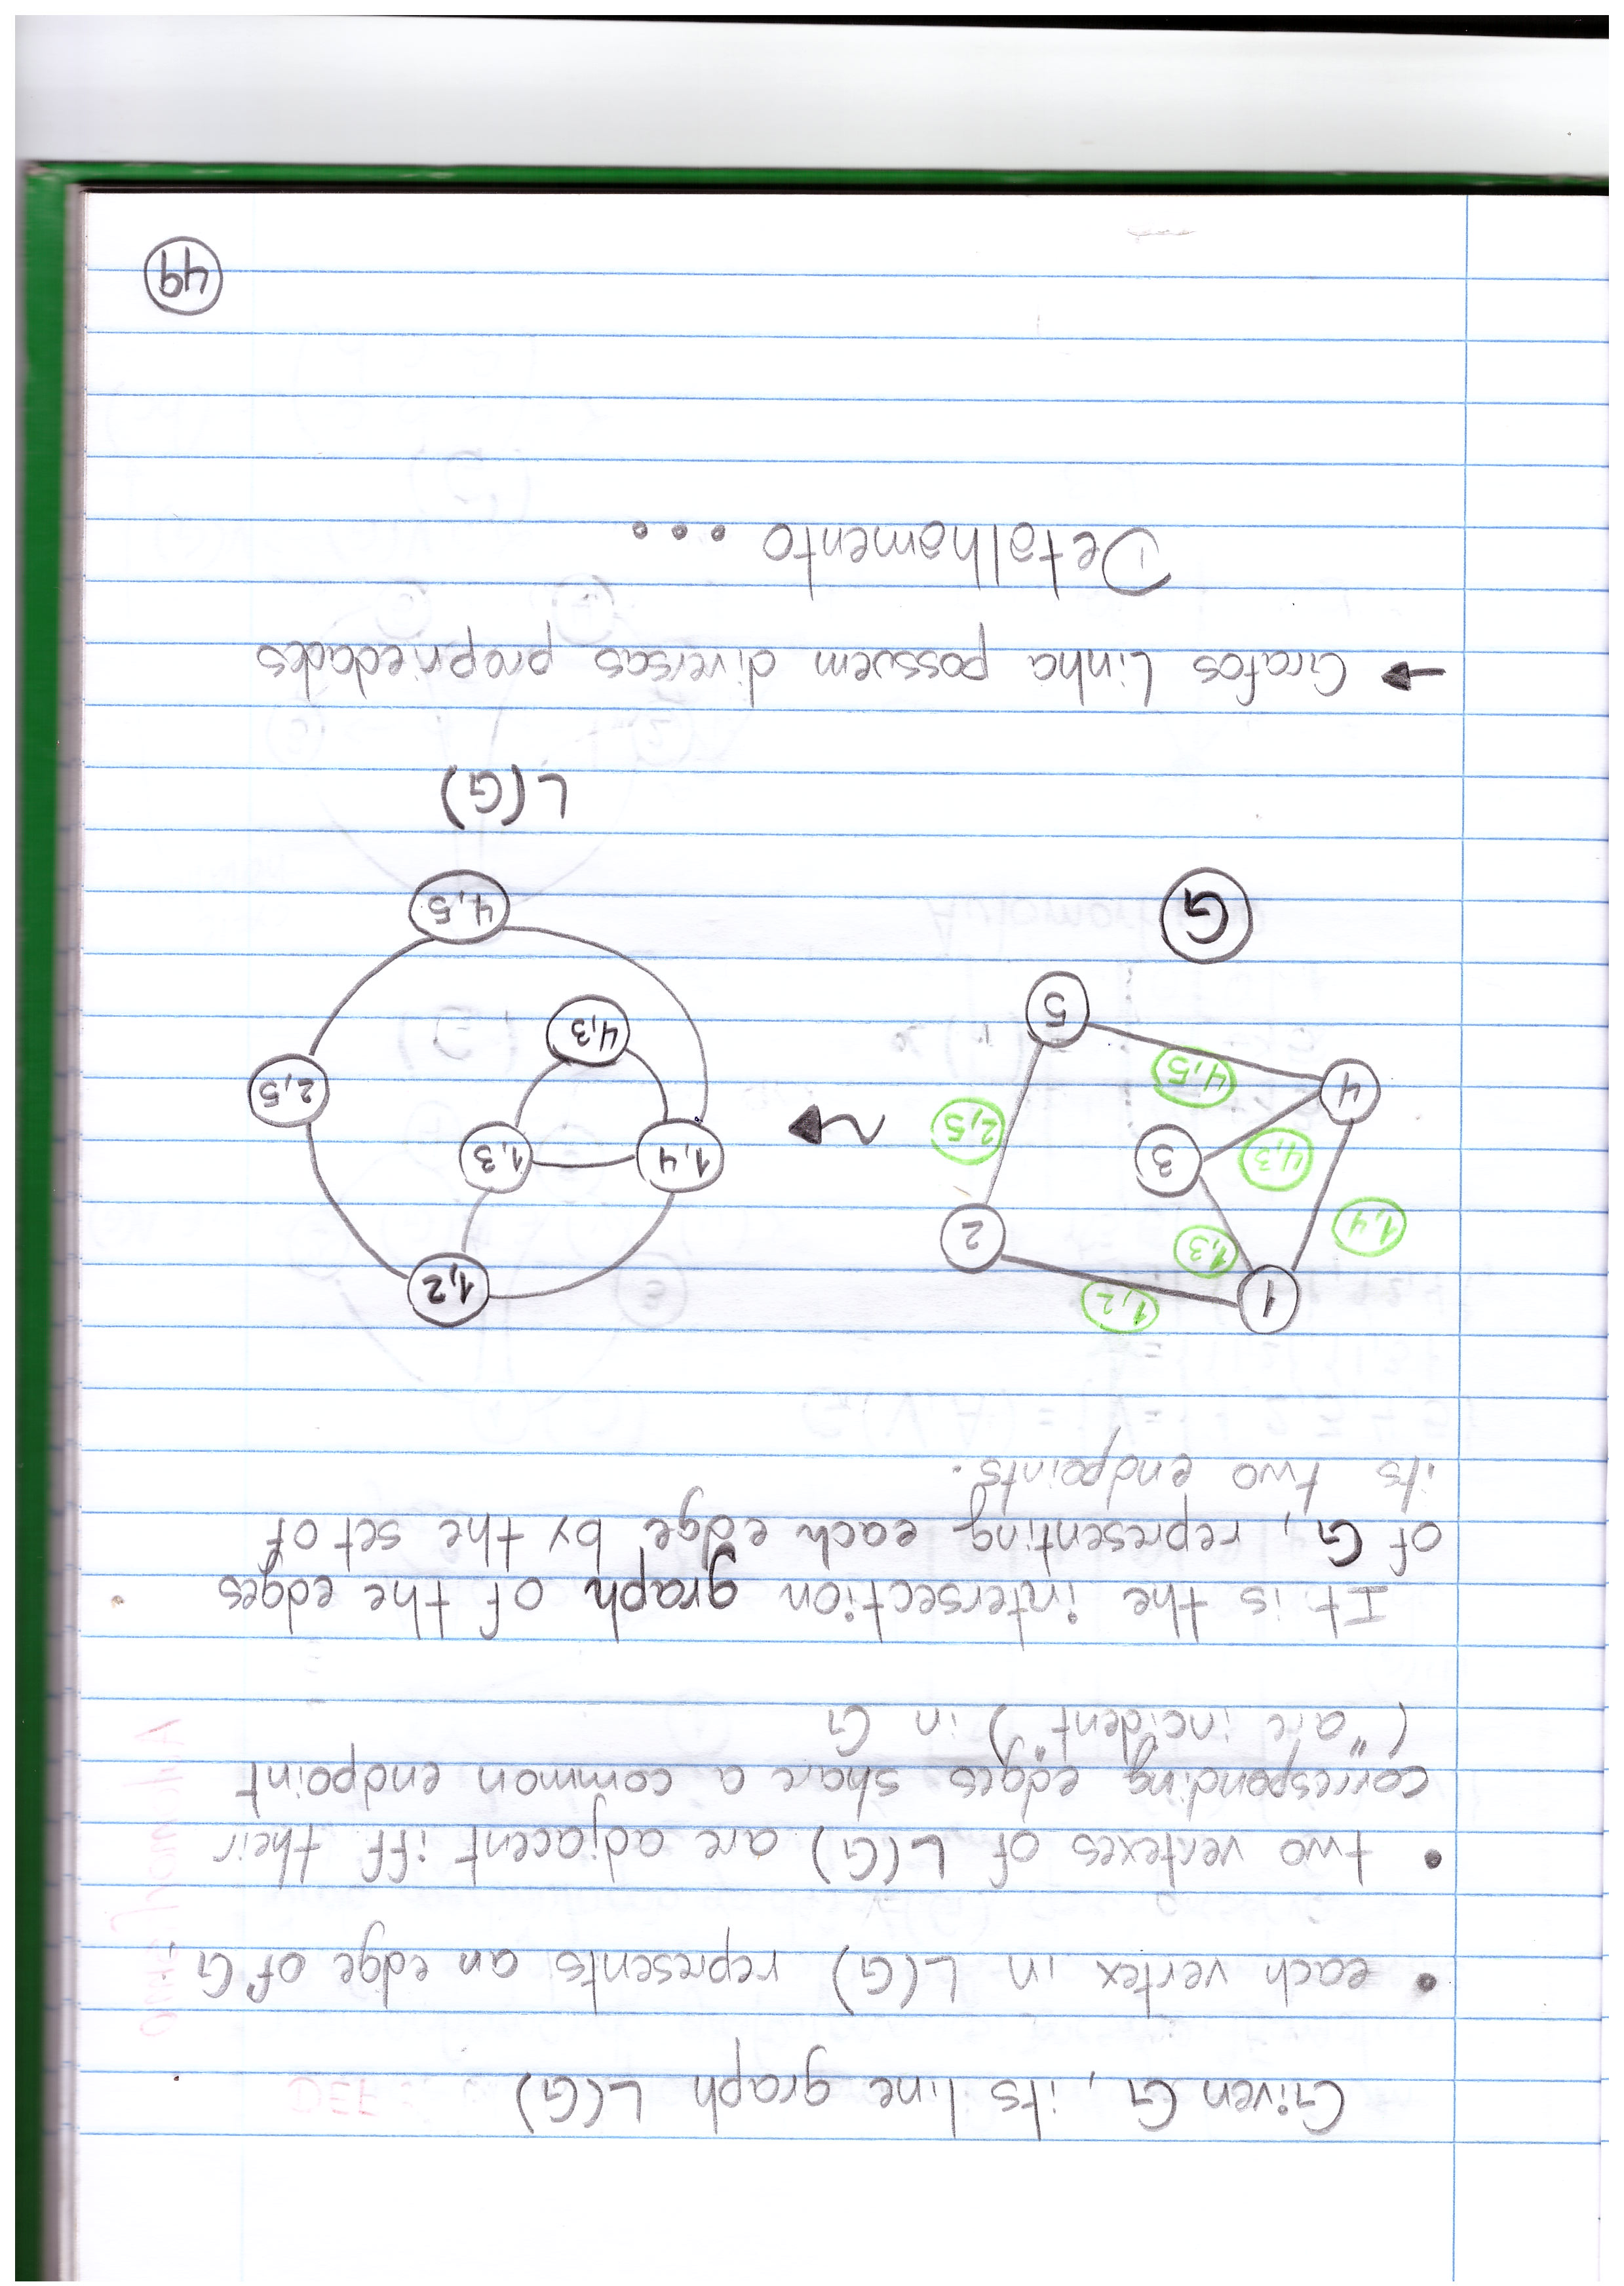 Given G, its line graph L(G)
• each vertex in L(G) represents an edge of G
• two vertexes of L(G) are adjacent iff their
corresponding edges share a common endpoint
("are incident") in G
It is the intersection graph of the edges
of G, representing each edge by the set of
its two endpoints.
1
1,2
1,3
2
1,4
4,3
3
2,5
4
4,5
5
G
1,2
1,4
1,3
2,5
4,3
4,5
L(G)
→ Grafos Linha possuem diversas propriedades
Detalhamento ...
49